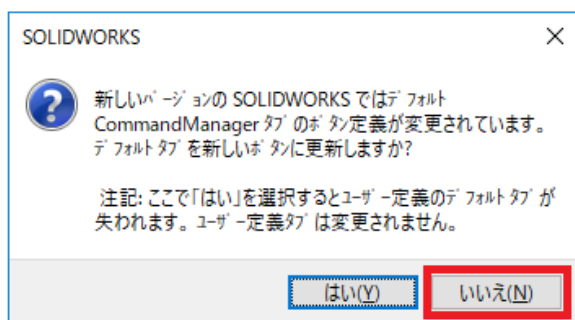 SOLIDWORKS
新しいﾊﾞｰｼﾞｮﾝの SOLIDWORKS ではﾃﾞﾌｫﾙﾄ
CommandManager ﾀﾌﾞのﾎﾞﾀﾝ定義が変更されています。
ﾃﾞﾌｫﾙﾄ ﾀﾌﾞを新しいﾎﾞﾀﾝに更新しますか?
注記: ここで「はい」を選択するとﾕｰｻﾞｰ定義のﾃﾞﾌｫﾙﾄ ﾀﾌﾞが
失われます。ﾕｰｻﾞｰ定義ﾀﾌﾞは変更されません。
はい(Y)
いいえ(N)